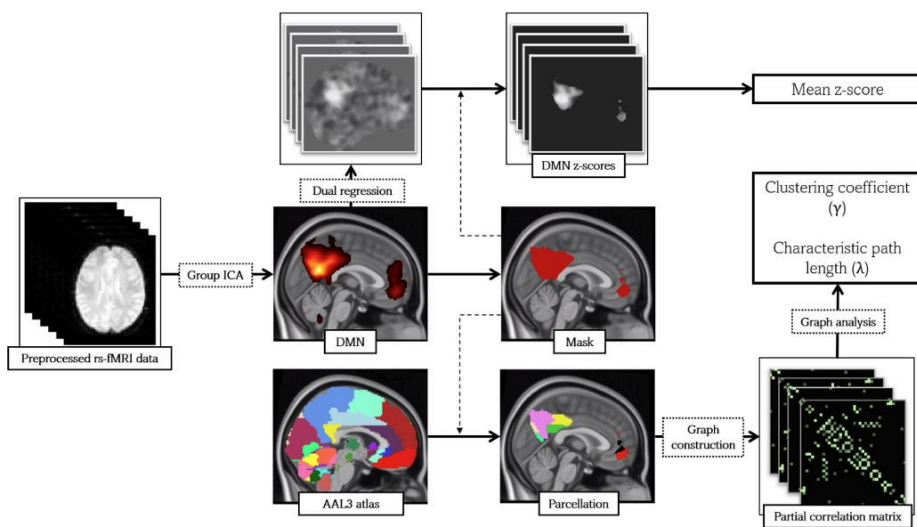 Mean z-score
DMN z-scores
Dual regression
Clustering coefficient
(γ)
Characteristic path
length (λ)
Group ICA
Graph analysis
Preprocessed rs-fMRI data
DMN
Mask
Graph
construction
AAL3 atlas
Parcellation
Partial correlation matrix